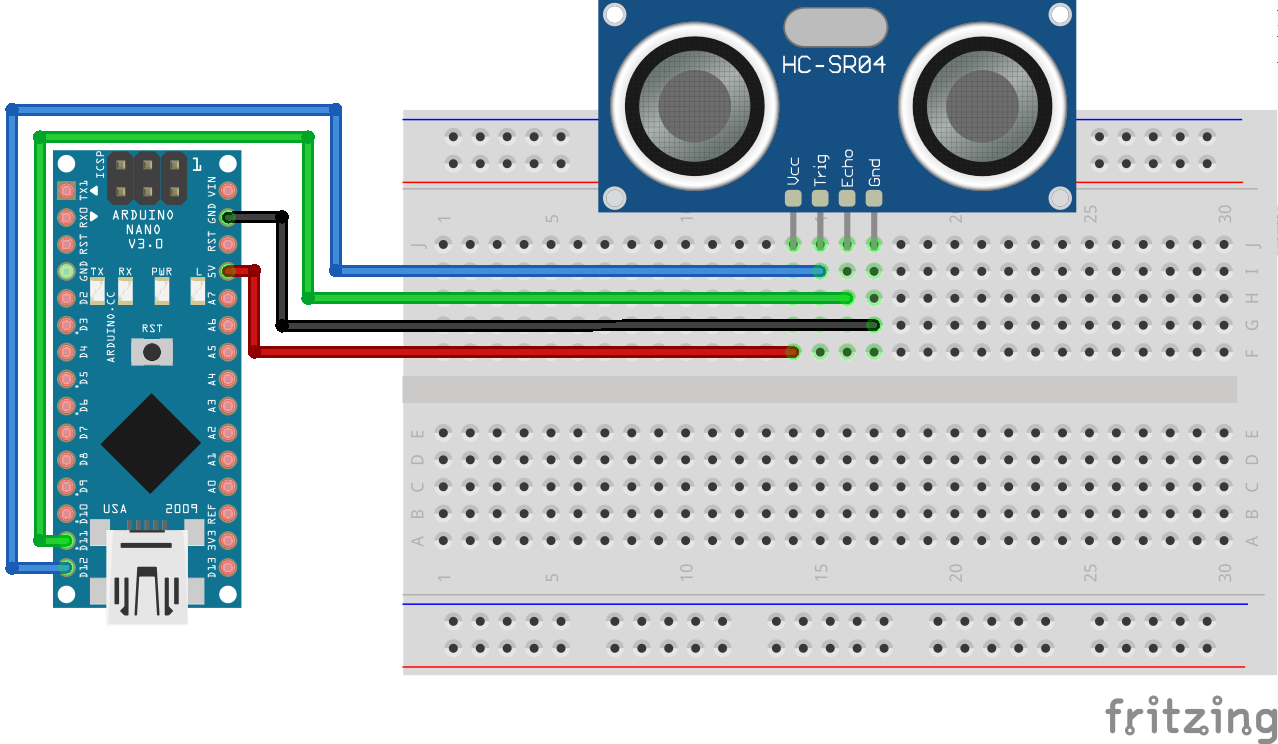 HC-SR04
Vcc
Trig
Echo
Gnd
ICSP
1
ARDUINO
NANO
V3.0
TX1
RX0
RST
GND
D2
D3
D4
D5
D6
D7
D8
D9
D10
D11
D12
VIN
GND
RST
5V
A7
A6
A5
A4
A3
A2
A1
A0
REF
3V3
D13
TX RX PWR L
RST
ARDUINO.CC
USA 2009
1 5 20 25 30
J J
I I
H H
G G
F F
E E
D D
C C
B B
A A
1 5 10 15 20 25 30
fritzing